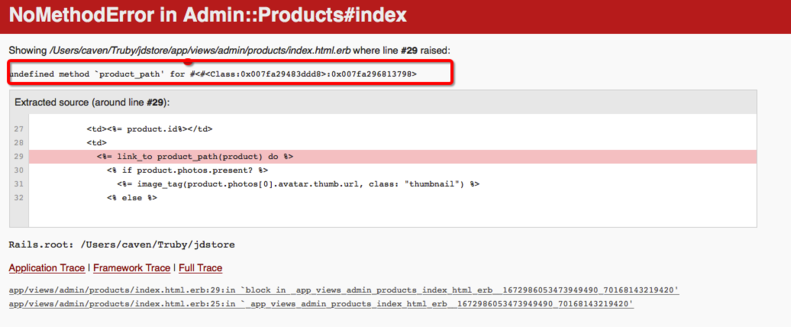 NoMethodError in Admin::Products#index
Showing /Users/caven/Truby/jdstore/app/views/admin/products/index.html.erb where line #29 raised:
undefined method `product_path' for #<#<Class:0x007fa29483ddd8>:0x007fa296813798>
Extracted source (around line #29):
27 <td><%= product.id%></td>
28 <td>
29 <%= link_to product_path(product) do %>
30 <% if product.photos.present? %>
31 <%= image_tag(product.photos[0].avatar.thumb.url, class: "thumbnail") %>
32 <% else %>
Rails.root: /Users/caven/Truby/jdstore
Application Trace | Framework Trace | Full Trace
app/views/admin/products/index.html.erb:29:in `block in _app_views_admin_products_index_html_erb__1672986053473949490_70168143219420'
app/views/admin/products/index.html.erb:25:in `_app_views_admin_products_index_html_erb__1672986053473949490_70168143219420'